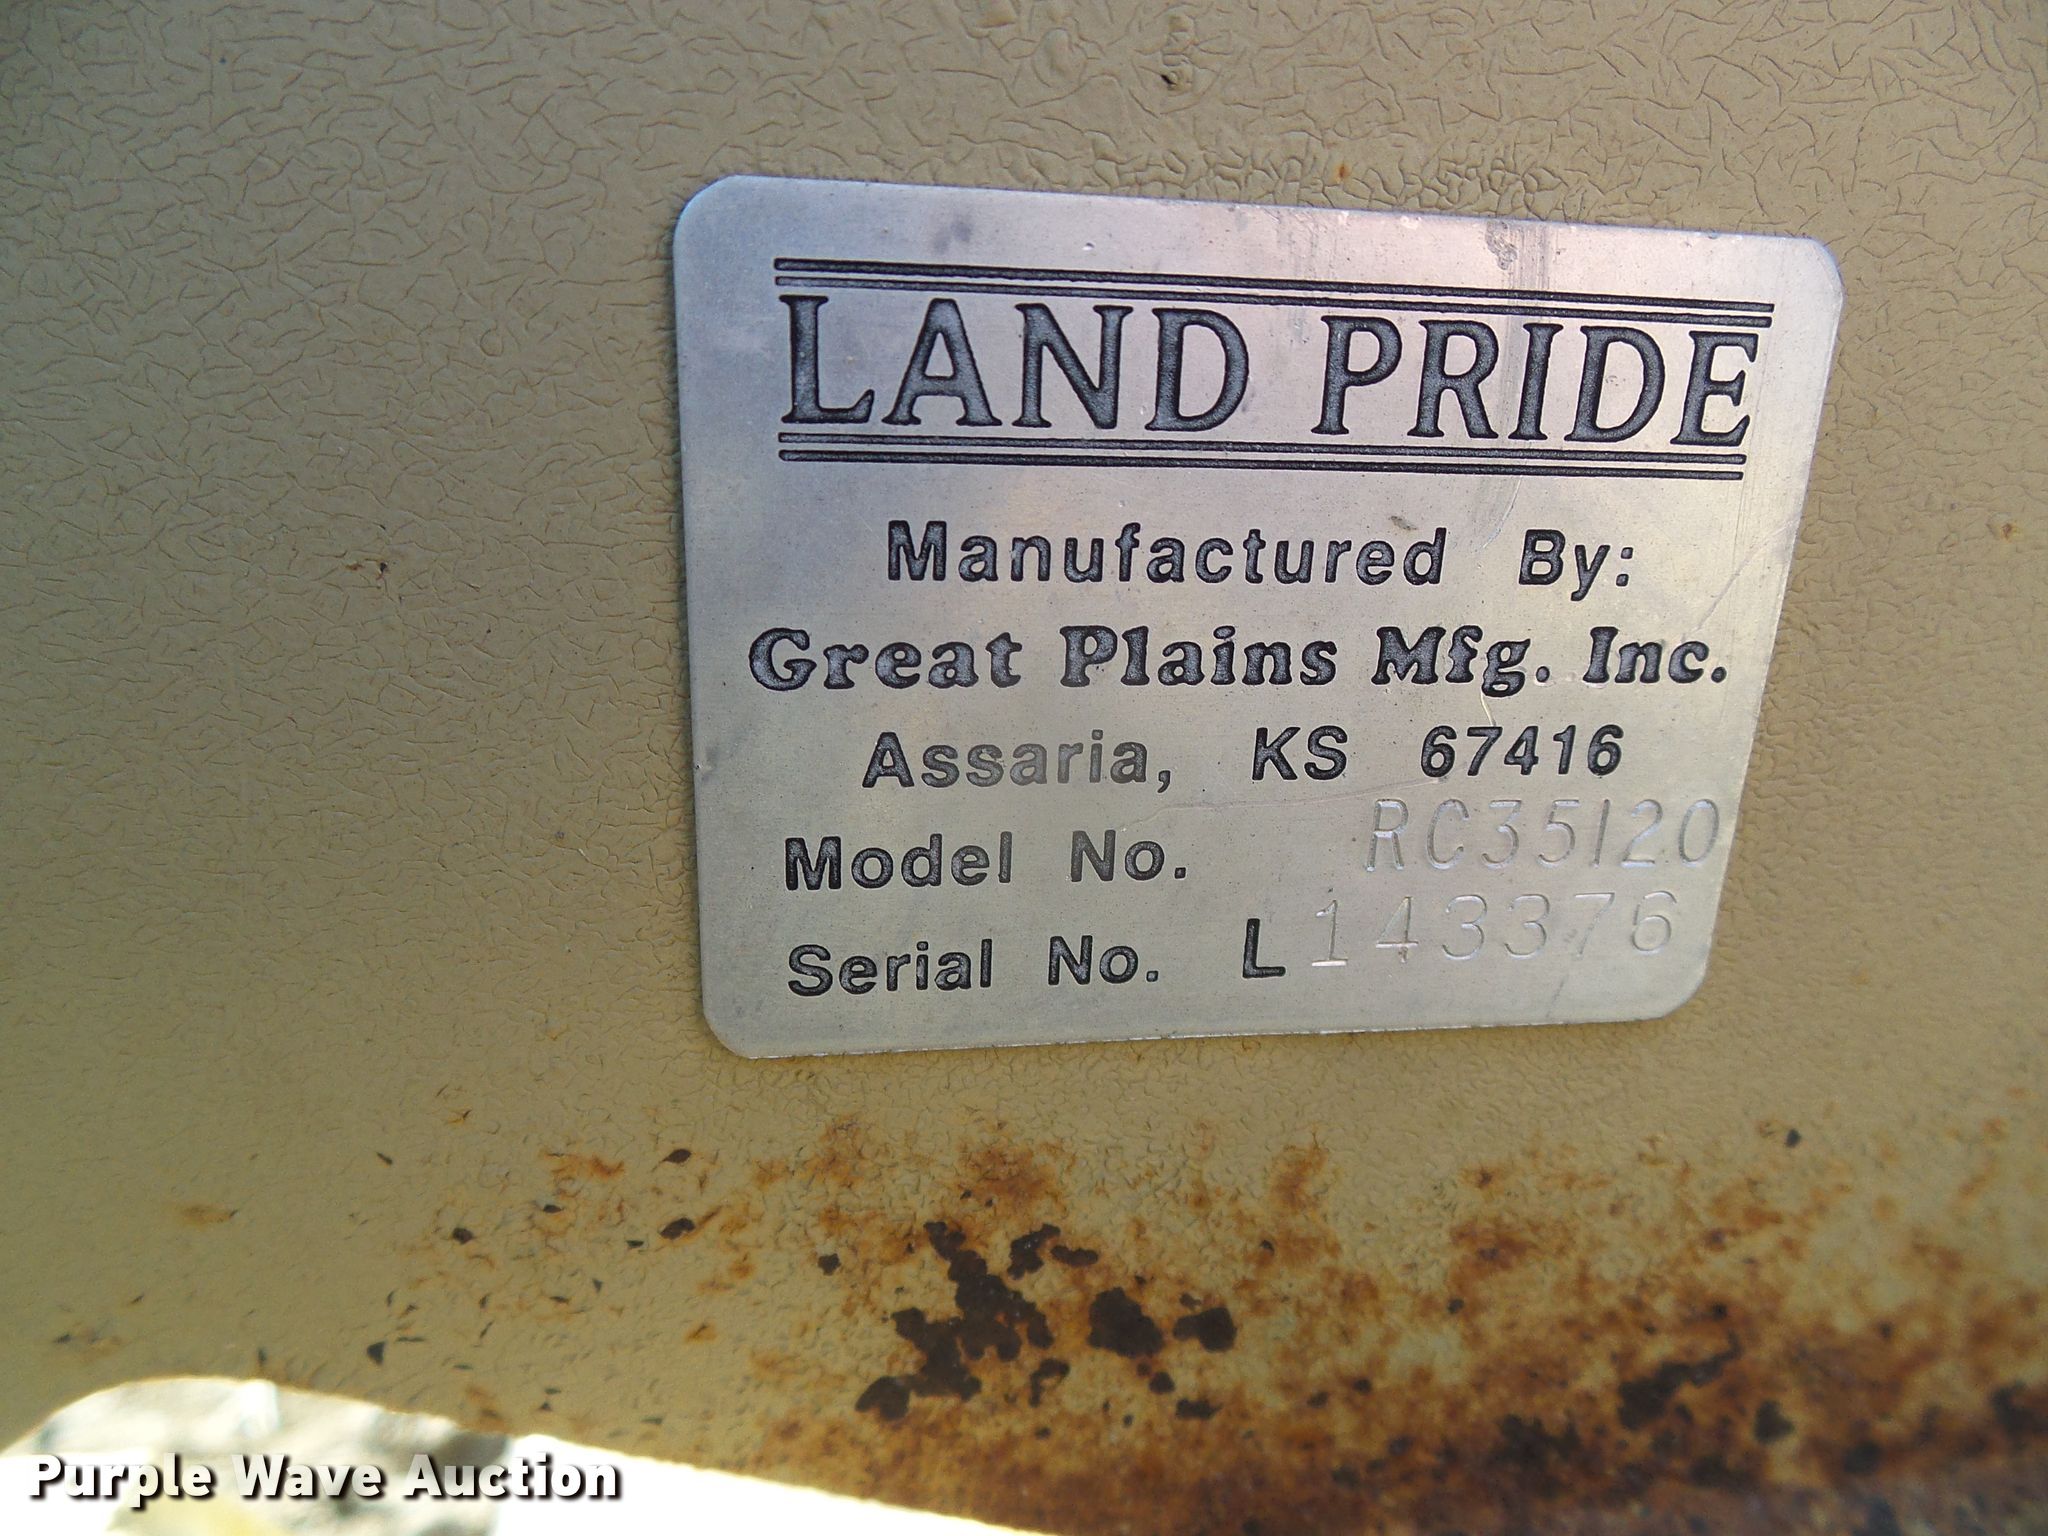 LAND PRIDE
Manufactured By:
Great Plains Mfg. Inc.
Assaria, KS 67416
Model No. RC35120
Serial No. L 143376
Purple Wave Auction